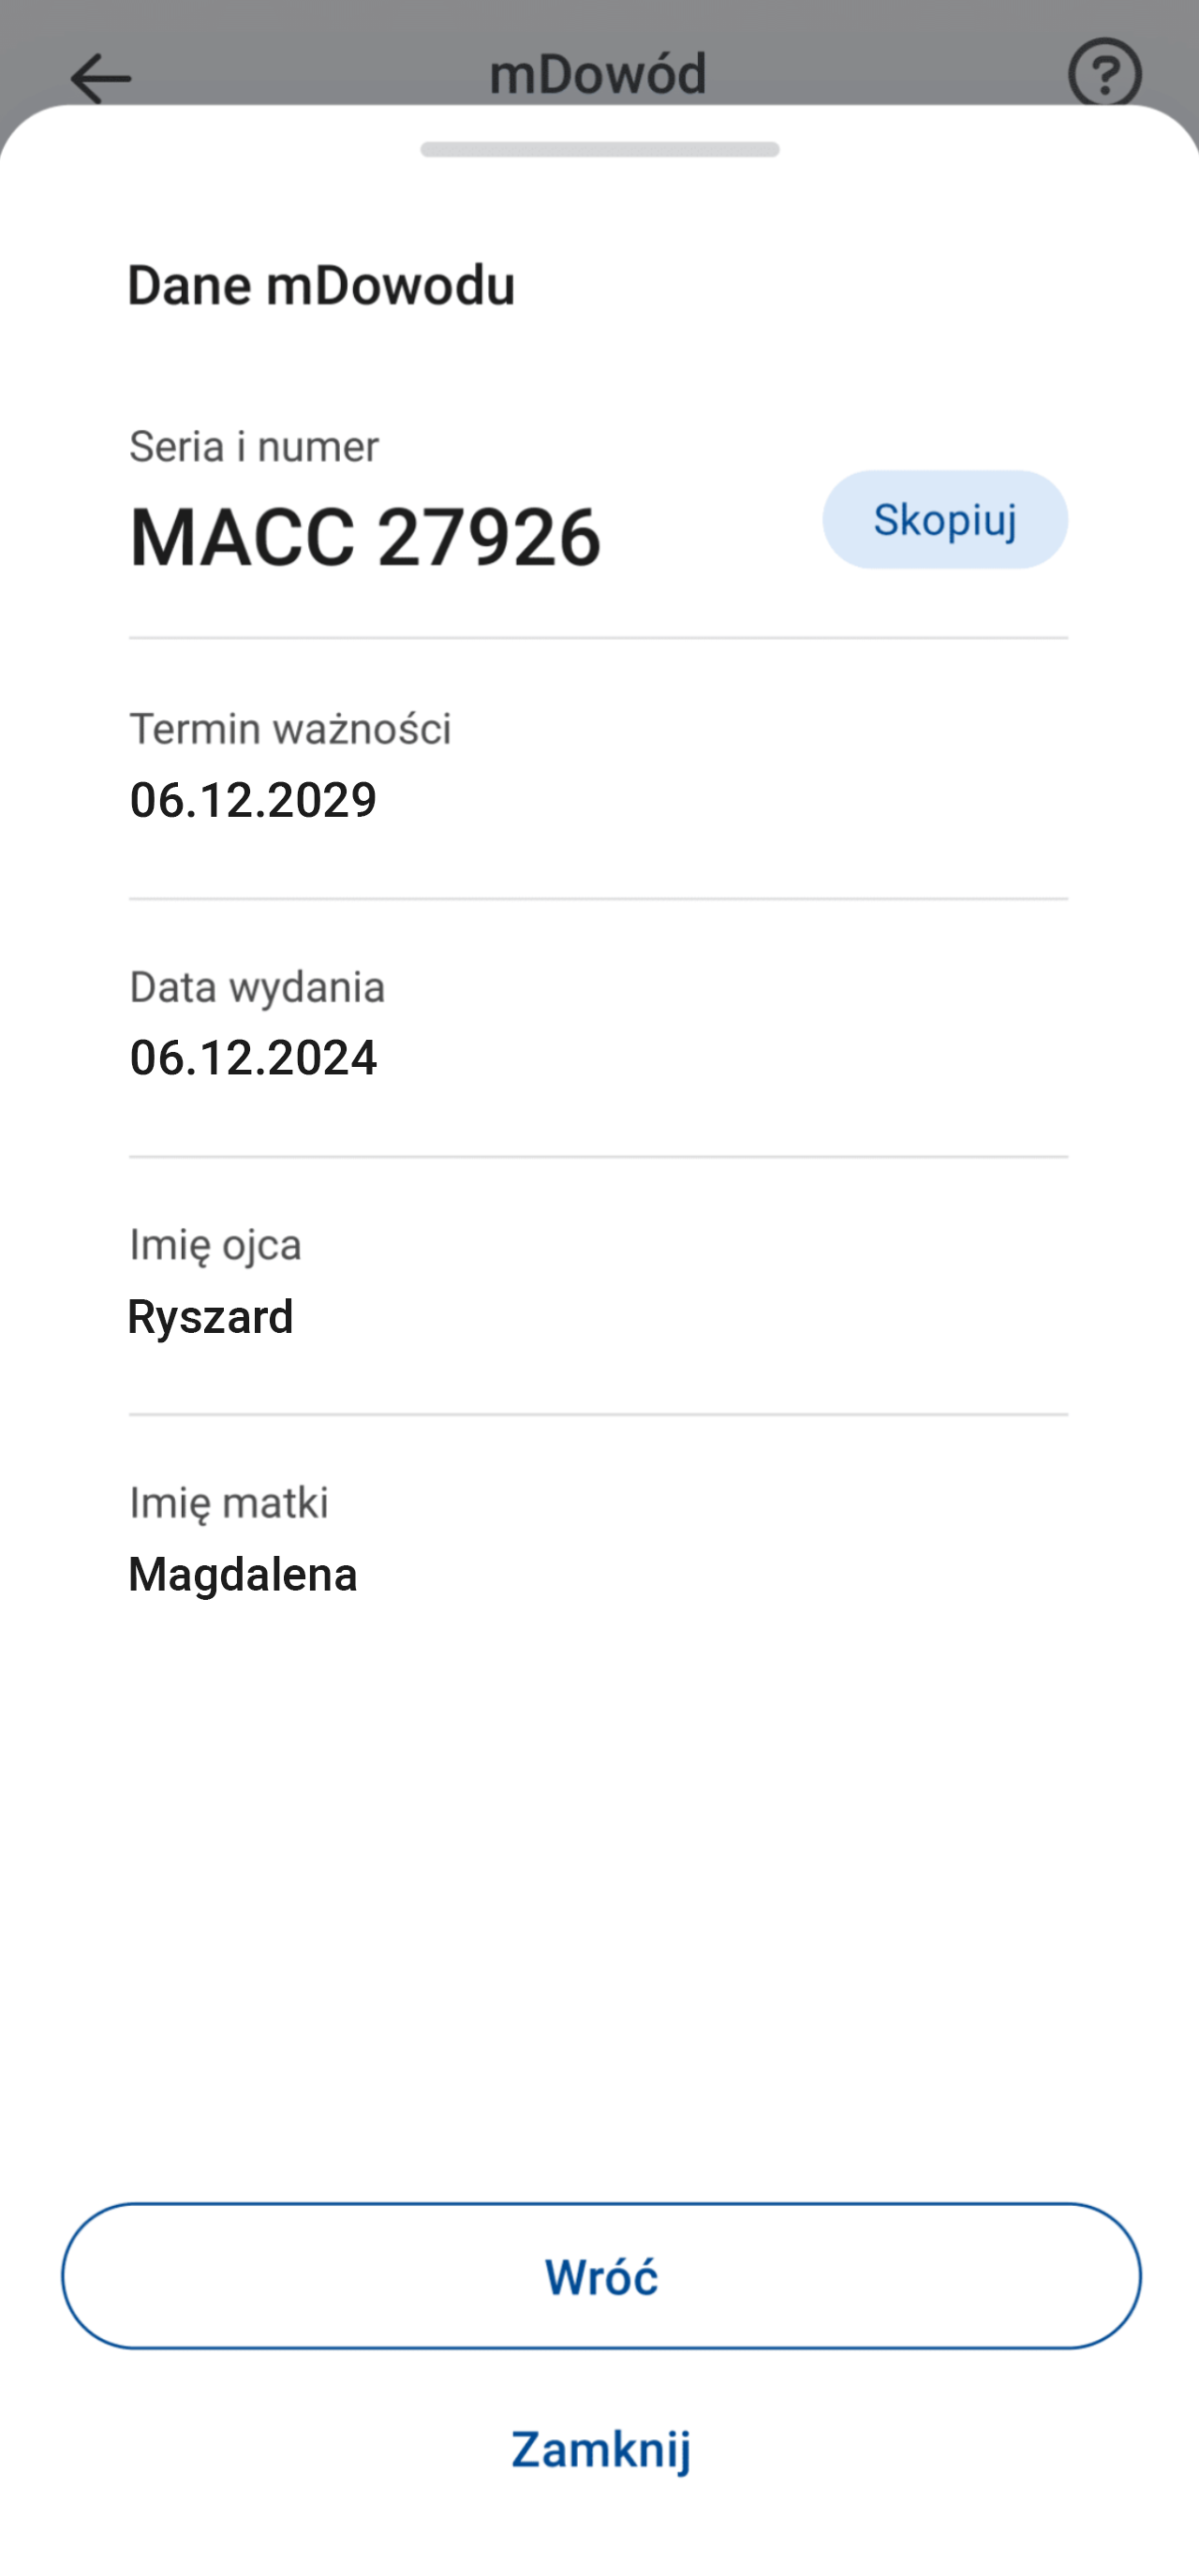 mDowód
Dane mDowodu
Seria i numer
MACC 27926
Skopiuj
Termin ważności
06.12.2029
Data wydania
06.12.2024
Imię ojca
Ryszard
Imię matki
Magdalena
Wróć
Zamknij